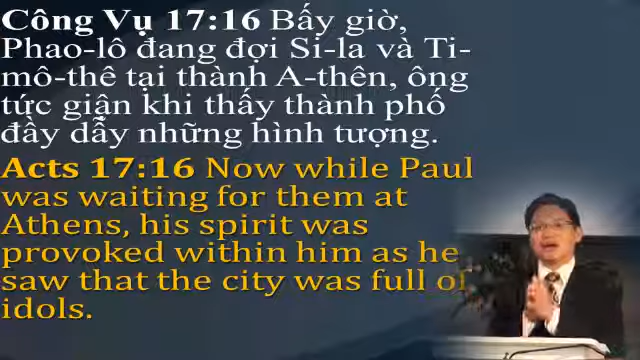 Công Vụ 17:16 Bấy giờ,
Phao-lô đang đợi Si-la và Ti-
mô-thê tại thành A-thên, ông
tức giận khi thấy thành phố
đầy dẫy những hình tượng.
Acts 17:16 Now while Paul
was waiting for them at
Athens, his spirit was
provoked within him as he
saw that the city was full of
idols.